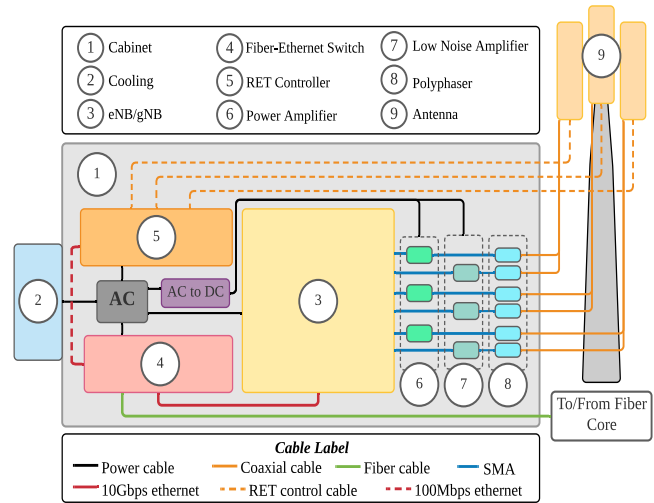 1 Cabinet
4 Fiber-Ethernet Switch
7 Low Noise Amplifier
2 Cooling
5 RET Controller
8 Polyphaser
3 eNB/gNB
6 Power Amplifier
9 Antenna
9
1
5
2
AC
AC to DC
3
4
6
7
8
To/From Fiber
Core
Cable Label
Power cable
Coaxial cable
Fiber cable
SMA
10Gbps ethernet
RET control cable
100Mbps ethernet